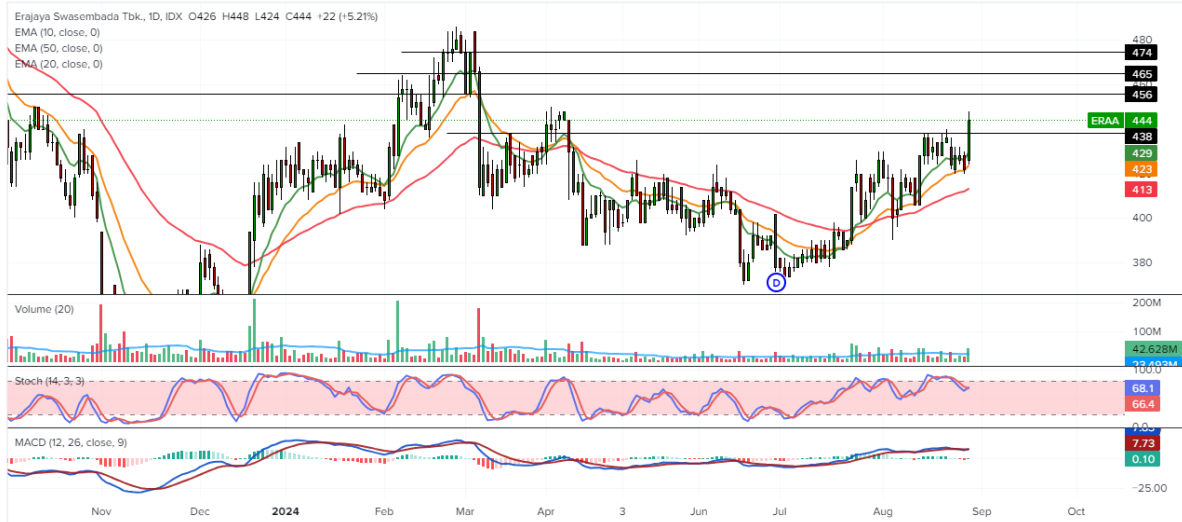 Erajaya Swasembada Tbk., 1D, IDX O426 H448 L424 C444 +22 (+5.21%)
EMA (10, close, 0)
EMA (50, close, 0)
EMA (20, close, 0)
480
474
465
456
ERAA 444
438
429
423
413
400
380
D
Volume (20)
200M
100M
42.628M
Stoch (14, 3, 3)
100.0
68.1
66.4
MACD (12, 26, close, 9)
7.73
0.10
−25.00
Nov Dec 2024 Feb Mar Apr 3 Jun Jul Aug Sep Oct